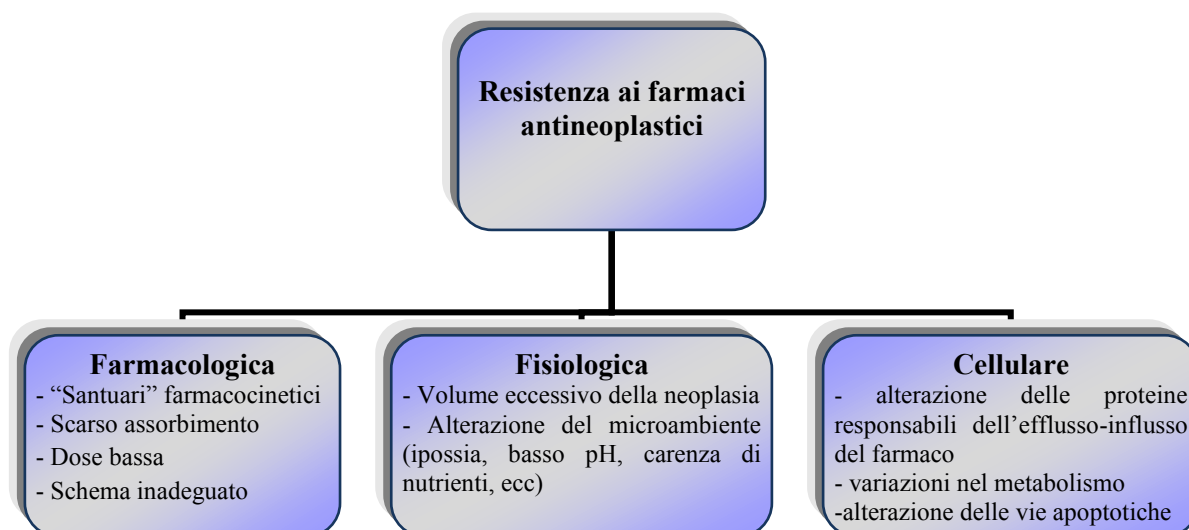 Resistenza ai farmaci
antineoplastici
Farmacologica
- “Santuari” farmacocinetici
- Scarso assorbimento
- Dose bassa
- Schema inadeguato
Fisiologica
- Volume eccessivo della neoplasia
- Alterazione del microambiente
(ipossia, basso pH, carenza di
nutrienti, ecc)
Cellulare
- alterazione delle proteine
responsabili dell’efflusso-influsso
del farmaco
- variazioni nel metabolismo
-alterazione delle vie apoptotiche